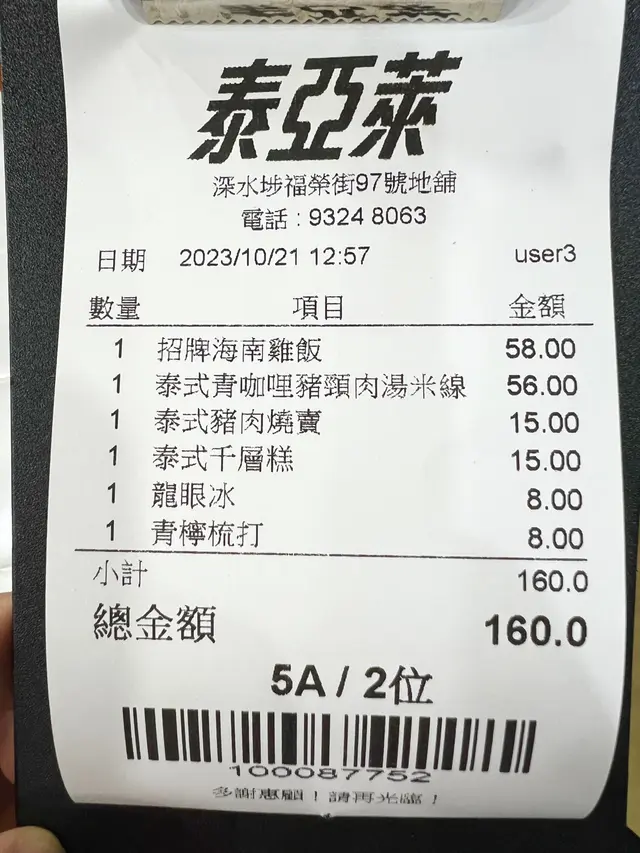 泰亞萊
深水埗福榮街97號地舖
電話 : 9324 8063
日期 2023/10/21 12:57 user3
數量 項目 金額
1 招牌海南雞飯 58.00
1 泰式青咖哩豬頸肉湯米線 56.00
1 泰式豬肉燒賣 15.00
1 泰式千層糕 15.00
1 龍眼冰 8.00
1 青檸梳打 8.00
小計 160.0
總金額 160.0
5A / 2位
100087752
多謝惠顧！請再光臨！